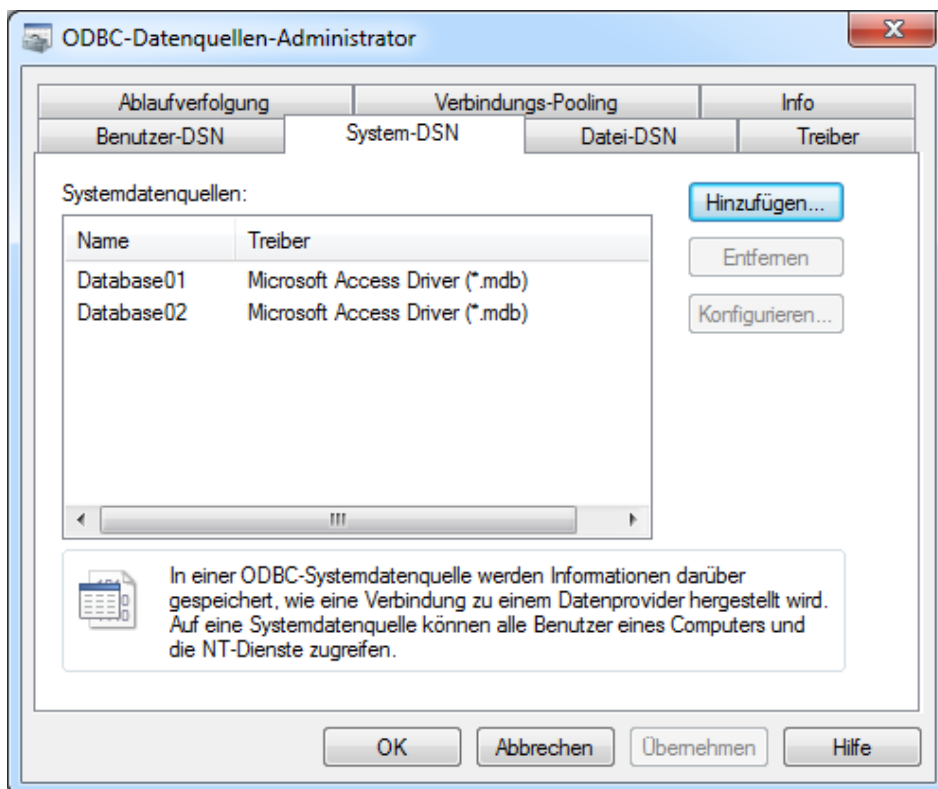 ODBC-Datenquellen-Administrator
Ablaufverfolgung Verbindungs-Pooling Info
Benutzer-DSN System-DSN Datei-DSN Treiber
Systemdatenquellen:
Hinzufügen...
Name Treiber
Entfernen
Database01 Microsoft Access Driver (*.mdb)
Database02 Microsoft Access Driver (*.mdb)
Konfigurieren...
In einer ODBC-Systemdatenquelle werden Informationen darüber
gespeichert, wie eine Verbindung zu einem Datenprovider hergestellt wird.
Auf eine Systemdatenquelle können alle Benutzer eines Computers und
die NT-Dienste zugreifen.
OK Abbrechen Übernehmen Hilfe